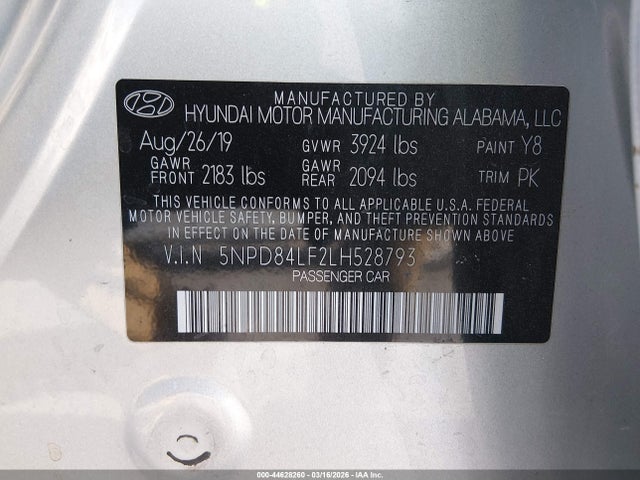 MANUFACTURED BY
HYUNDAI MOTOR MANUFACTURING ALABAMA, LLC
Aug/26/19 GVWR 3924 lbs PAINT Y8
GAWR FRONT 2183 lbs GAWR REAR 2094 lbs TRIM PK
THIS VEHICLE CONFORMS TO ALL APPLICABLE U.S.A. FEDERAL
MOTOR VEHICLE SAFETY, BUMPER, AND THEFT PREVENTION STANDARDS
IN EFFECT ON THE DATE OF MANUFACTURE SHOWN ABOVE
V.I.N 5NPD84LF2LH528793
PASSENGER CAR
000-44628260 - 03/16/2026 - IAA Inc.